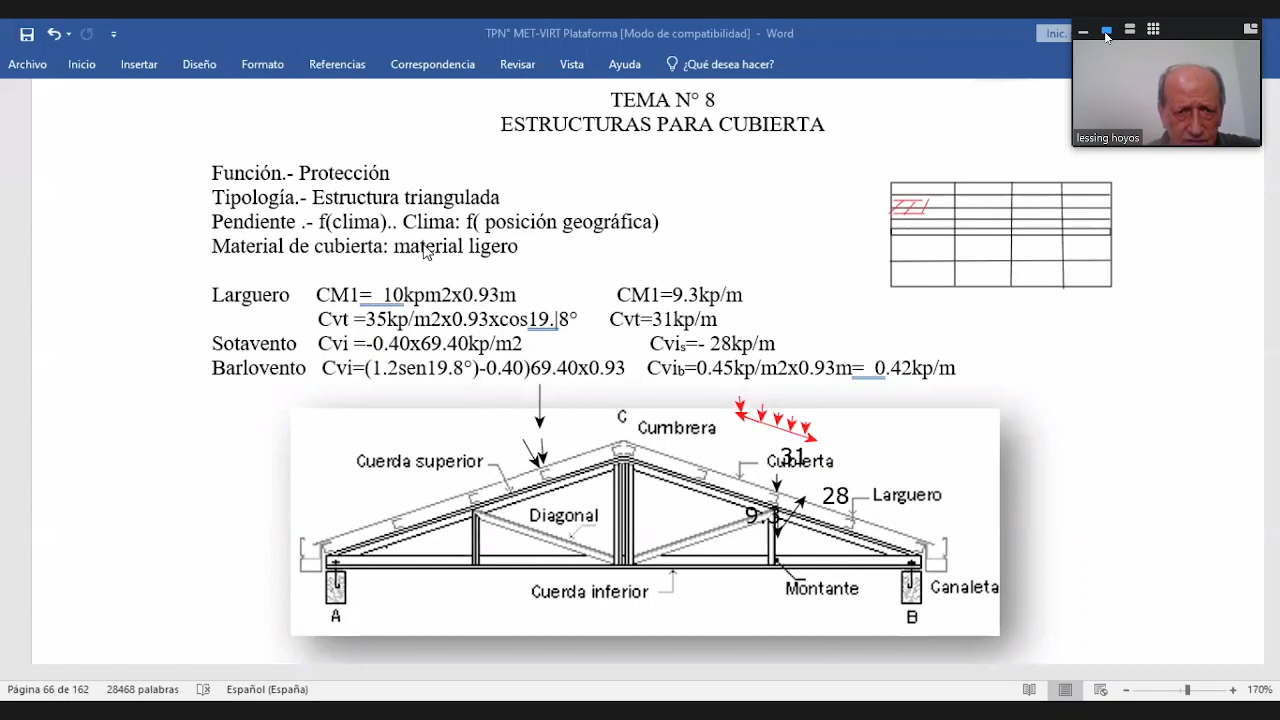 TPN° MET-VIRT Plataforma [Modo de compatibilidad] - Word
Inic.
Archivo Inicio Insertar Diseño Formato Referencias Correspondencia Revisar Vista Ayuda ¿Qué desea hacer?
lessing hoyos
TEMA N° 8
ESTRUCTURAS PARA CUBIERTA
Función.- Protección
Tipología.- Estructura triangulada
Pendiente .- f(clima).. Clima: f( posición geográfica)
Material de cubierta: material ligero
Larguero CM1= 10kpm2x0.93m CM1=9.3kp/m
Cvt =35kp/m2x0.93xcos19.8° Cvt=31kp/m
Sotavento Cvi =-0.40x69.40kp/m2 Cvis=- 28kp/m
Barlovento Cvi=(1.2sen19.8°)-0.40)69.40x0.93 Cvib=0.45kp/m2x0.93m= 0.42kp/m
C
Cumbrera
Cuerda superior
31
Cubierta
28
Larguero
Diagonal
9.3
Cuerda inferior
Montante
Canaleta
A
B
Página 66 de 162 28468 palabras Español (España) 170%